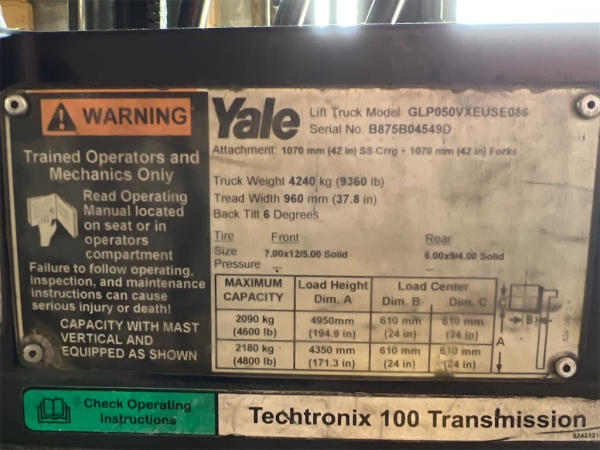 WARNING
Trained Operators and
Mechanics Only
Read Operating
Manual located
on seat or in
operators
compartment
Failure to follow operating,
inspection, and maintenance
instructions can cause
serious injury or death!
CAPACITY WITH MAST
VERTICAL AND
EQUIPPED AS SHOWN
Yale
Lift Truck Model GLP050VXEUSE086
Serial No. B875B04549D
Attachment: 1070 mm (42 in) SS Crrg + 1070 mm (42 in) Forks
Truck Weight 4240 kg (9360 lb)
Tread Width 960 mm (37.8 in)
Back Tilt 6 Degrees
Tire Front Rear
Size 7.00x12/5.00 Solid 6.00x9/4.00 Solid
Pressure – –
MAXIMUM Load Height Load Center
CAPACITY Dim. A Dim. B Dim. C
2090 kg 4950mm 610 mm 610 mm
(4600 lb) (194.9 in) (24 in) (24 in)
2180 kg 4350 mm 610 mm 610 mm
(4800 lb) (171.3 in) (24 in) (24 in)
C
B
A
Check Operating
Instructions
Techtronix 100 Transmission